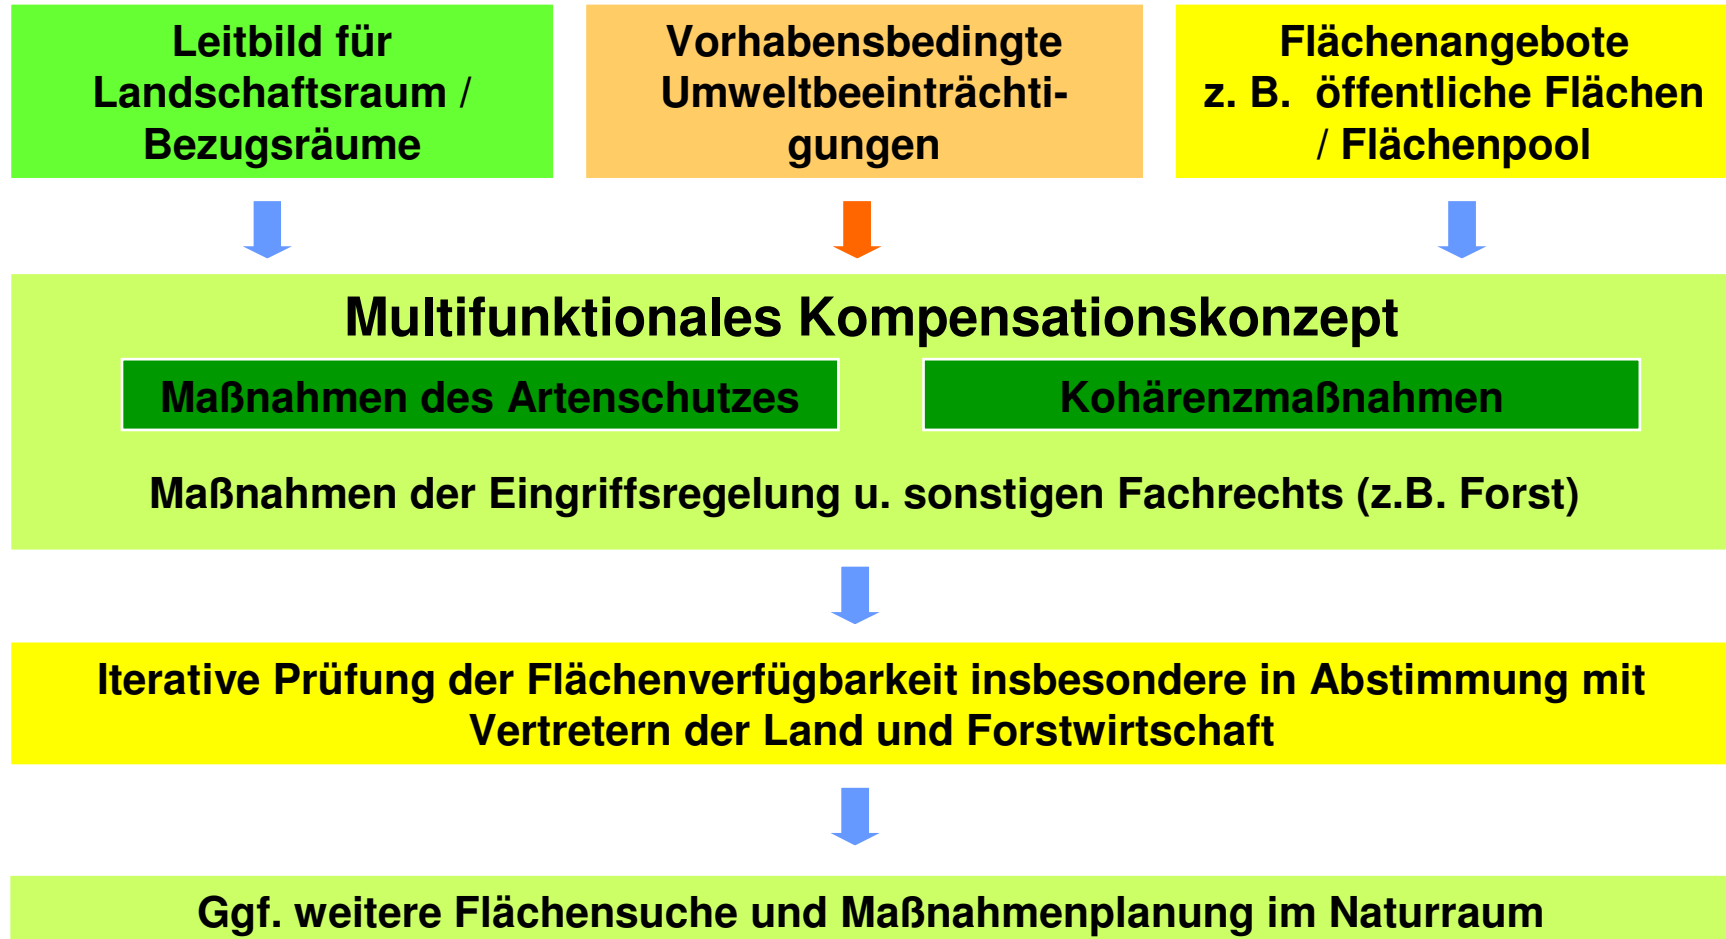 Leitbild für
Landschaftsraum /
Bezugsräume
Vorhabensbedingte
Umweltbeeinträchti-
gungen
Flächenangebote
z. B. öffentliche Flächen
/ Flächenpool
Multifunktionales Kompensationskonzept
Maßnahmen des Artenschutzes
Kohärenzmaßnahmen
Maßnahmen der Eingriffsregelung u. sonstigen Fachrechts (z.B. Forst)
Iterative Prüfung der Flächenverfügbarkeit insbesondere in Abstimmung mit
Vertretern der Land und Forstwirtschaft
Ggf. weitere Flächensuche und Maßnahmenplanung im Naturraum